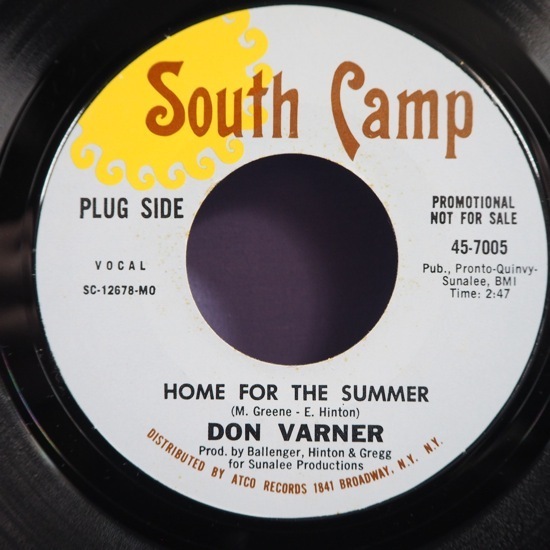 South Camp
PLUG SIDE
VOCAL
SC-12678-MO
PROMOTIONAL
NOT FOR SALE
45-7005
Pub., Pronto-Quinvy-
Sunalee, BMI
Time: 2:47
HOME FOR THE SUMMER
(M. Greene - E. Hinton)
DON VARNER
Prod. by Ballenger, Hinton & Gregg
for Sunalee Productions
DISTRIBUTED BY ATCO RECORDS 1841 BROADWAY, N.Y. N.Y.